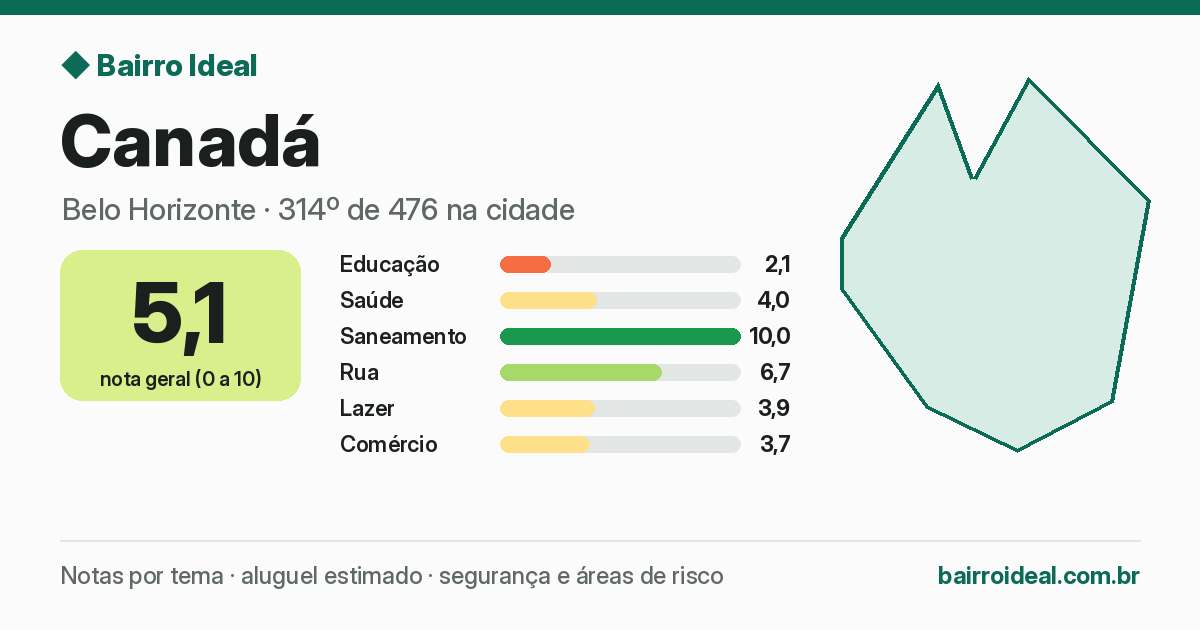 Bairro Ideal
Canadá
Belo Horizonte · 314º de 476 na cidade
5,1
nota geral (0 a 10)
Educação 2,1
Saúde 4,0
Saneamento 10,0
Rua 6,7
Lazer 3,9
Comércio 3,7
Notas por tema · aluguel estimado · segurança e áreas de risco
bairroideal.com.br